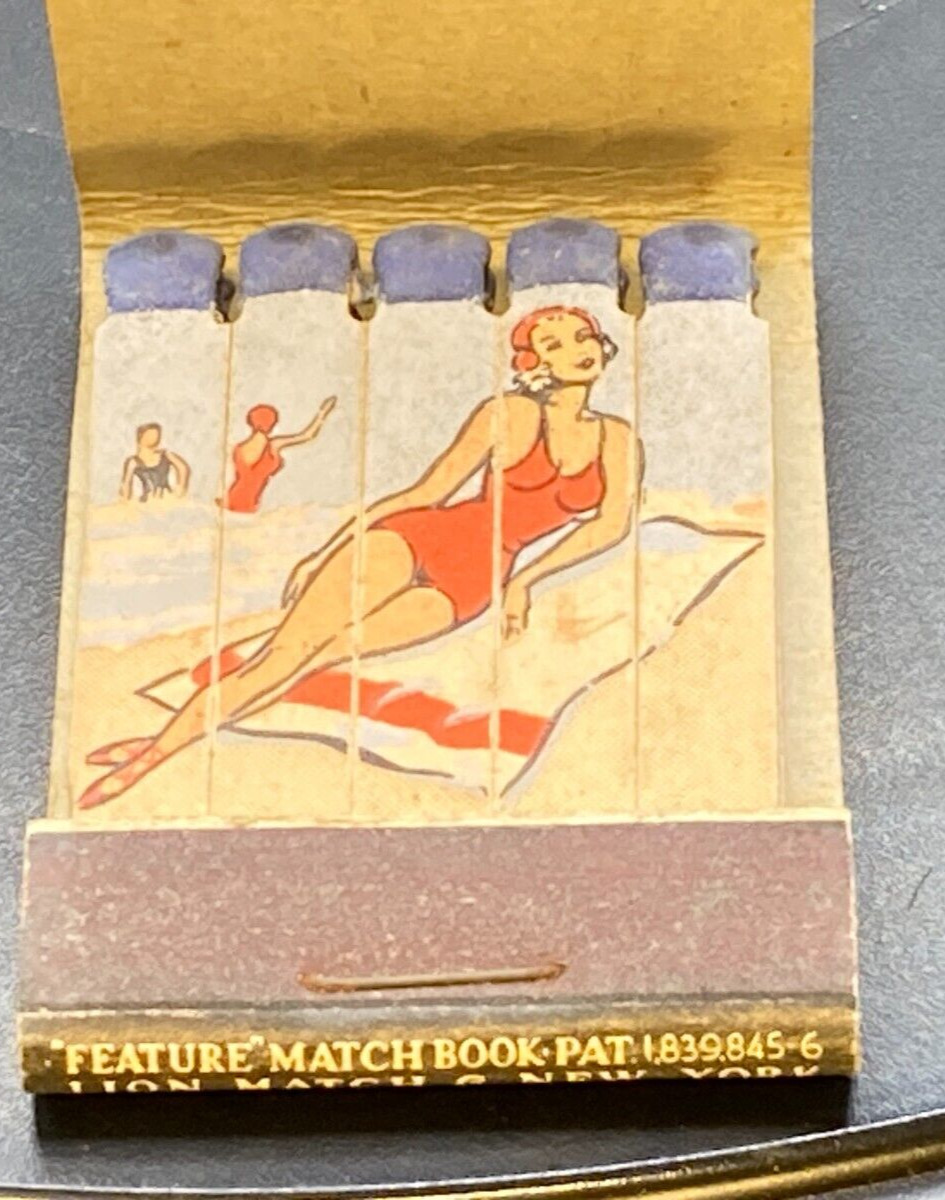 "FEATURE" MATCH BOOK·PAT. 1,839,845-6
LION MATCH C NEW YORK